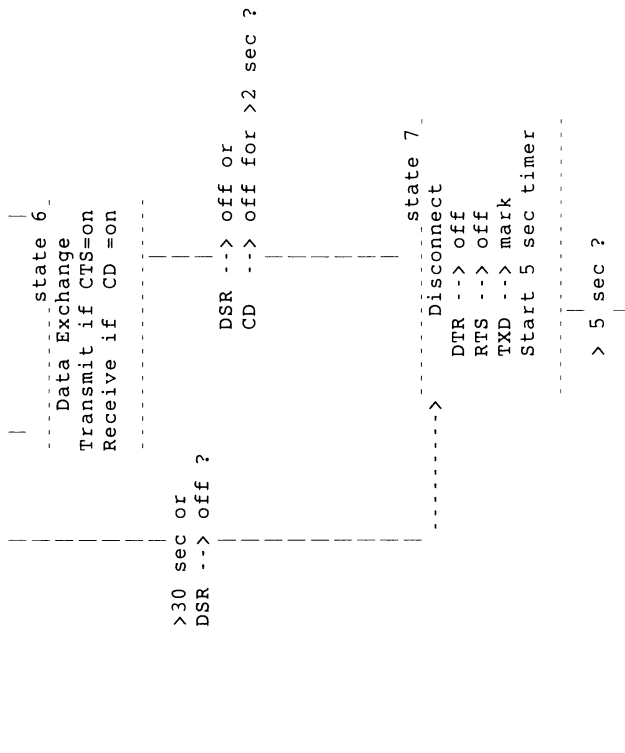 state 6
Data Exchange
Transmit if CTS=on
Receive if CD =on
>30 sec or
DSR --> off ?
DSR --> off or
CD --> off for >2 sec ?
state 7
Disconnect
DTR --> off
RTS --> off
TXD --> mark
Start 5 sec timer
> 5 sec ?